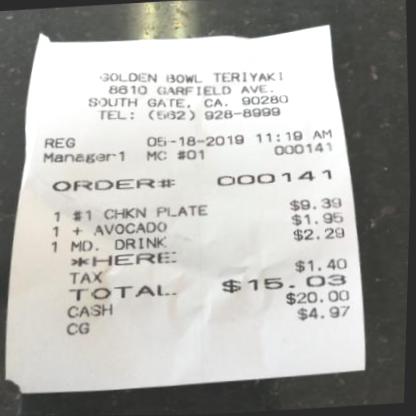 GOLDEN BOWL TERIYAKI
8610 GARFIELD AVE.
SOUTH GATE, CA. 90280
TEL: (562) 928-8999
REG 05-18-2019 11:19 AM
Manager1 MC #01 000141
ORDER# 000141
1 #1 CHKN PLATE $9.39
1 + AVOCADO $1.95
1 MD. DRINK $2.29
*HERE:
TAX $1.40
TOTAL. $15.03
CASH $20.00
CG $4.97